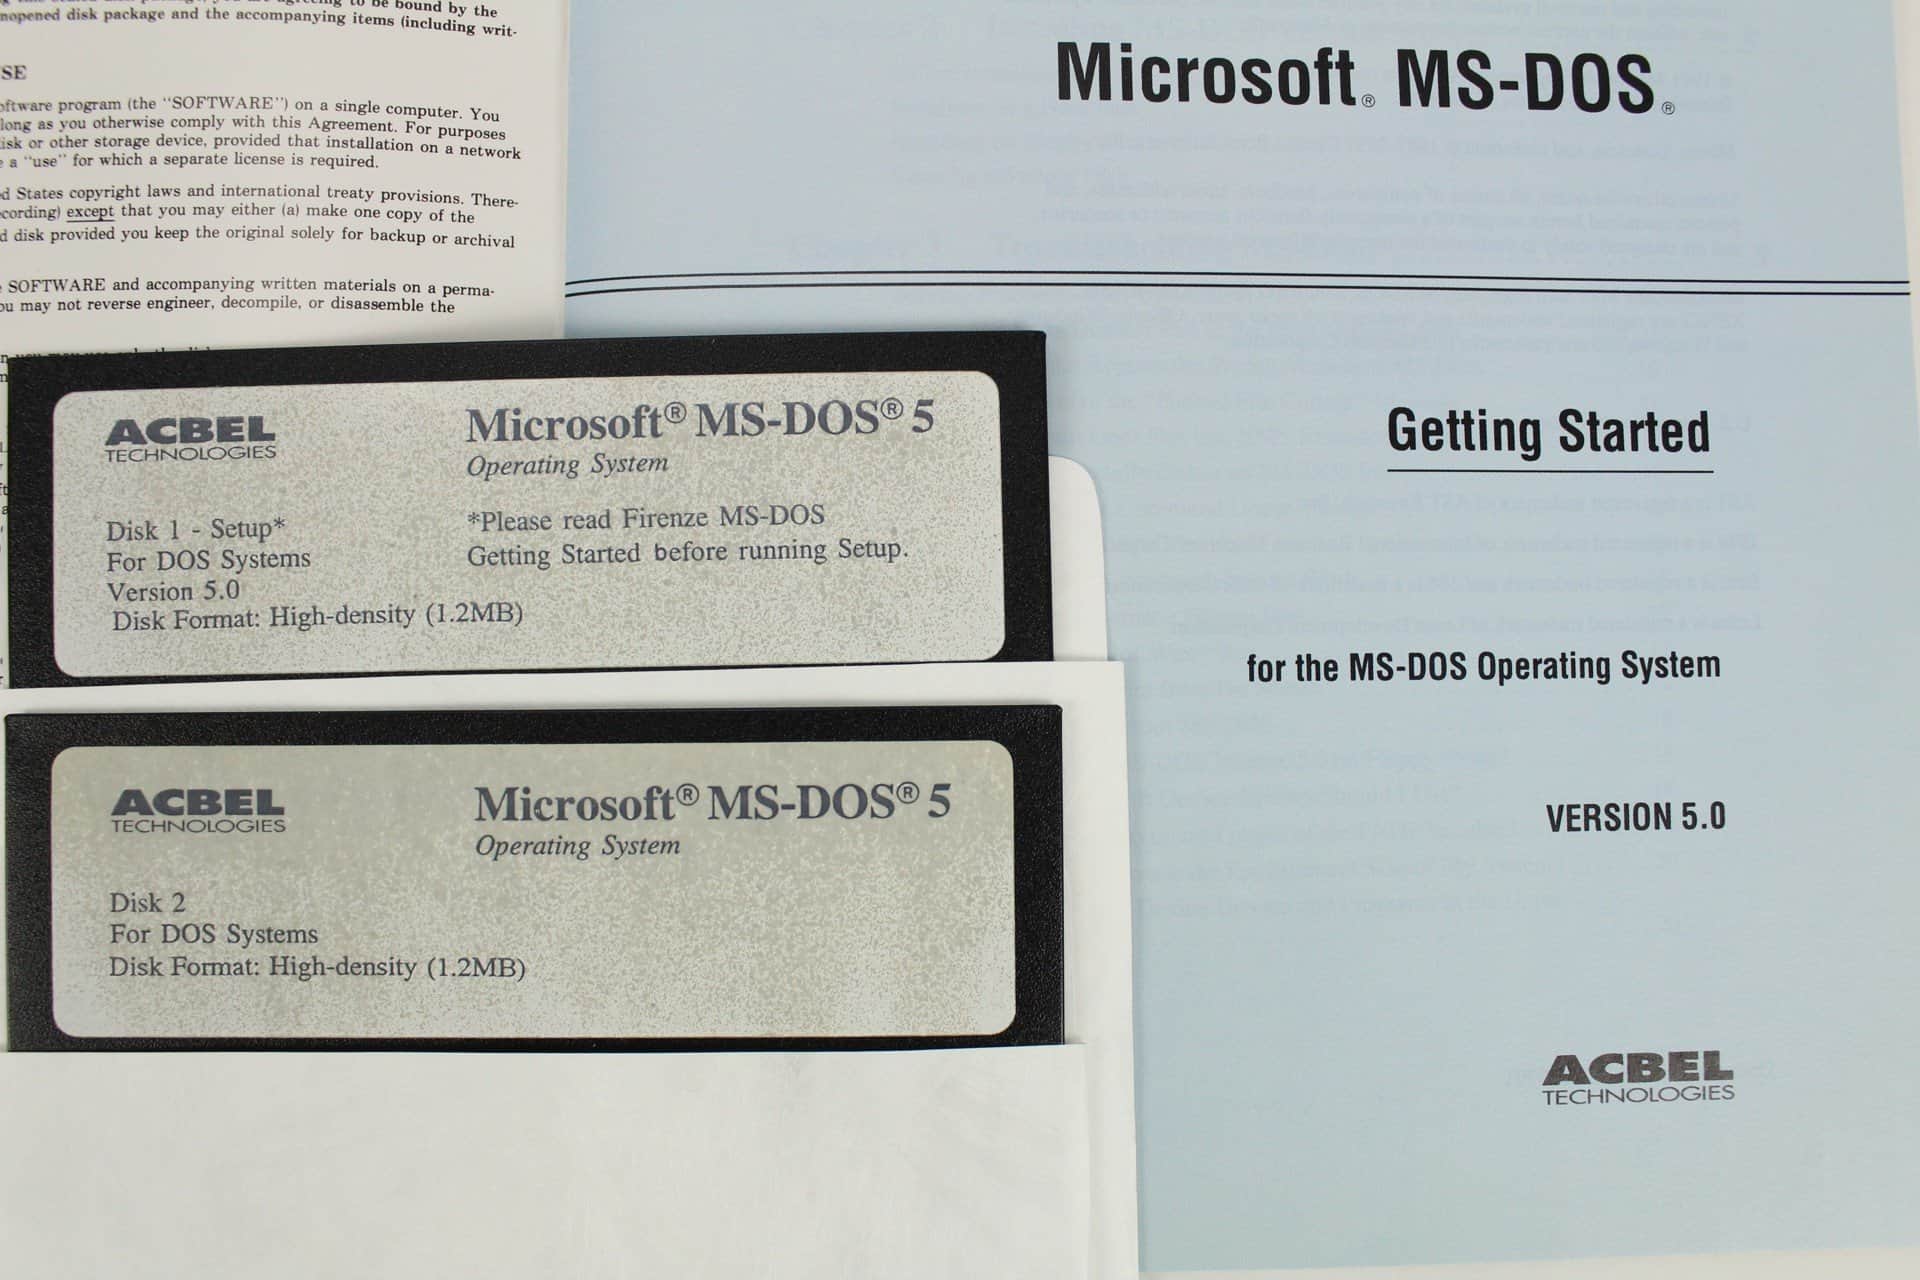 to be bound by the
nopened disk package and the accompanying items (including writ-
SE
oftware program (the "SOFTWARE") on a single computer. You
long as you otherwise comply with this Agreement. For purposes
isk or other storage device, provided that installation on a network
a "use" for which a separate license is required.
d States copyright laws and international treaty provisions. There-
cording) except that you may either (a) make one copy of the
d disk provided you keep the original solely for backup or archival
SOFTWARE and accompanying written materials on a perma-
ou may not reverse engineer, decompile, or disassemble the
ACBEL
TECHNOLOGIES
Microsoft® MS-DOS® 5
Operating System
Disk 1 - Setup*
For DOS Systems
Version 5.0
Disk Format: High-density (1.2MB)
*Please read Firenze MS-DOS
Getting Started before running Setup.
ACBEL
TECHNOLOGIES
Microsoft® MS-DOS® 5
Operating System
Disk 2
For DOS Systems
Disk Format: High-density (1.2MB)
Microsoft® MS-DOS®
Getting Started
for the MS-DOS Operating System
VERSION 5.0
ACBEL
TECHNOLOGIES